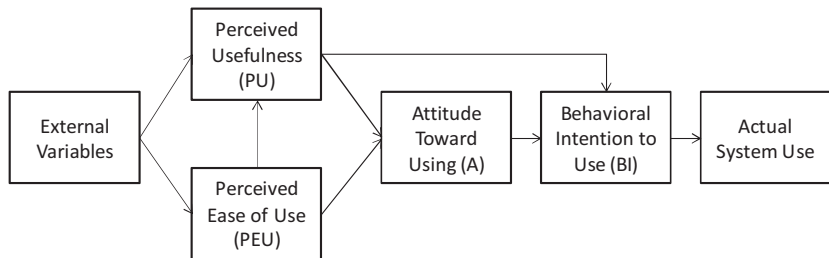 External
Variables
Perceived
Usefulness
(PU)
Perceived
Ease of Use
(PEU)
Attitude
Toward
Using (A)
Behavioral
Intention to
Use (BI)
Actual
System Use